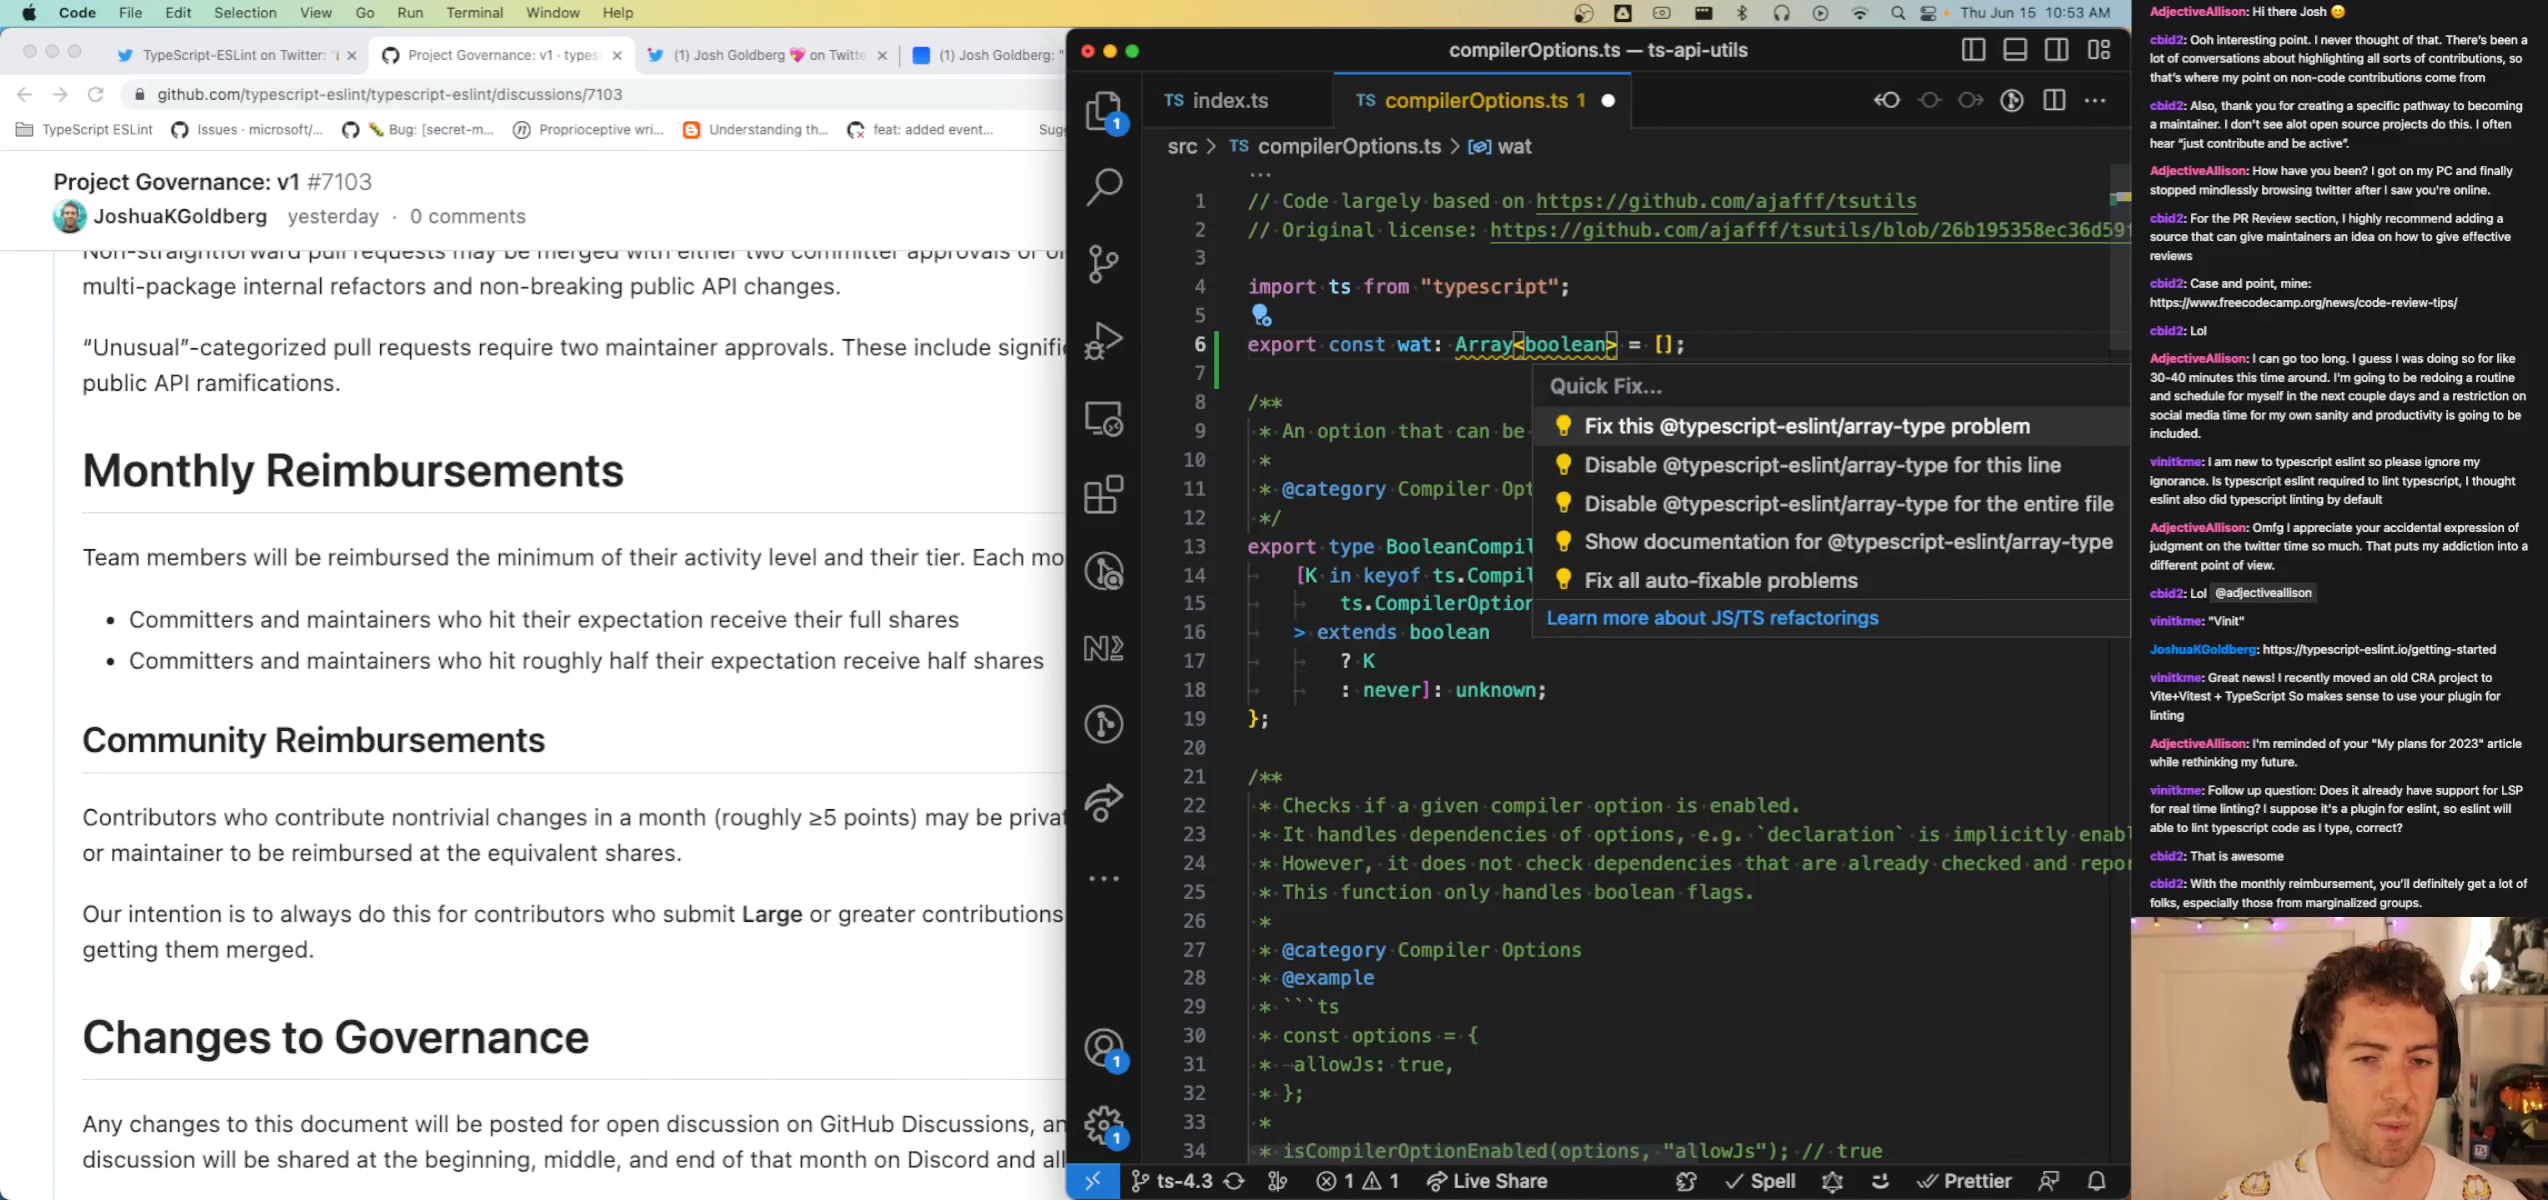 Code File Edit Selection View Go Run Terminal Window Help
Thu Jun 15 10:53 AM
TypeScript-ESLint on Twitter: "
Project Governance: v1 · types
(1) Josh Goldberg 💖 on Twitte
(1) Josh Goldberg: "
github.com/typescript-eslint/typescript-eslint/discussions/7103
TypeScript ESLint
Issues · microsoft/...
🐛 Bug: [secret-m...
Proprioceptive wri...
Understanding th...
feat: added event...
Sugg
Project Governance: v1 #7103
JoshuaKGoldberg yesterday · 0 comments
Non-straightforward pull requests may be merged with either two committer approvals or
multi-package internal refactors and non-breaking public API changes.
“Unusual”-categorized pull requests require two maintainer approvals. These include signifi
public API ramifications.
Monthly Reimbursements
Team members will be reimbursed the minimum of their activity level and their tier. Each mo
• Committers and maintainers who hit their expectation receive their full shares
• Committers and maintainers who hit roughly half their expectation receive half shares
Community Reimbursements
Contributors who contribute nontrivial changes in a month (roughly ≥5 points) may be privat
or maintainer to be reimbursed at the equivalent shares.
Our intention is to always do this for contributors who submit Large or greater contributions
getting them merged.
Changes to Governance
Any changes to this document will be posted for open discussion on GitHub Discussions, an
discussion will be shared at the beginning, middle, and end of that month on Discord and all
compilerOptions.ts — ts-api-utils
TS index.ts
TS compilerOptions.ts 1
src > TS compilerOptions.ts > wat
...
1 // Code largely based on https://github.com/ajafff/tsutils
2 // Original license: https://github.com/ajafff/tsutils/blob/26b195358ec36d59
3
4 import ts from "typescript";
5
6 export const wat: Array<boolean> = [];
7
8 /**
9 * An option that can be
10 *
11 * @category Compiler Opt
12 */
13 export type BooleanCompil
14 [K in keyof ts.Compil
15 ts.CompilerOption
16 > extends boolean
17 ? K
18 : never]: unknown;
19 };
20
21 /**
22 * Checks if a given compiler option is enabled.
23 * It handles dependencies of options, e.g. `declaration` is implicitly enabl
24 * However, it does not check dependencies that are already checked and repor
25 * This function only handles boolean flags.
26 *
27 * @category Compiler Options
28 * @example
29 * ```ts
30 * const options = {
31 * allowJs: true,
32 * };
33 *
34 * isCompilerOptionEnabled(options, "allowJs"); // true
Quick Fix...
Fix this @typescript-eslint/array-type problem
Disable @typescript-eslint/array-type for this line
Disable @typescript-eslint/array-type for the entire file
Show documentation for @typescript-eslint/array-type
Fix all auto-fixable problems
Learn more about JS/TS refactorings
1
1
1
ts-4.3 1 1 Live Share Spell Prettier
AdjectiveAllison: Hi there Josh 😊
cbid2: Ooh interesting point. I never thought of that. There's been a
lot of conversations about highlighting all sorts of contributions, so
that's where my point on non-code contributions come from
cbid2: Also, thank you for creating a specific pathway to becoming
a maintainer. I don't see alot open source projects do this. I often
hear "just contribute and be active".
AdjectiveAllison: How have you been? I got on my PC and finally
stopped mindlessly browsing twitter after I saw you're online.
cbid2: For the PR Review section, I highly recommend adding a
source that can give maintainers an idea on how to give effective
reviews
cbid2: Case and point, mine:
https://www.freecodecamp.org/news/code-review-tips/
cbid2: Lol
AdjectiveAllison: I can go too long. I guess I was doing so for like
30-40 minutes this time around. I'm going to be redoing a routine
and schedule for myself in the next couple days and a restriction on
social media time for my own sanity and productivity is going to be
included.
vinitkme: I am new to typescript eslint so please ignore my
ignorance. Is typescript eslint required to lint typescript, I thought
eslint also did typescript linting by default
AdjectiveAllison: Omfg I appreciate your accidental expression of
judgment on the twitter time so much. That puts my addiction into a
different point of view.
cbid2: Lol @adjectiveallison
vinitkme: "Vinit"
JoshuaKGoldberg: https://typescript-eslint.io/getting-started
vinitkme: Great news! I recently moved an old CRA project to
Vite+Vitest + TypeScript So makes sense to use your plugin for
linting
AdjectiveAllison: I'm reminded of your "My plans for 2023" article
while rethinking my future.
vinitkme: Follow up question: Does it already have support for LSP
for real time linting? I suppose it's a plugin for eslint, so eslint will
able to lint typescript code as I type, correct?
cbid2: That is awesome
cbid2: With the monthly reimbursement, you'll definitely get a lot of
folks, especially those from marginalized groups.